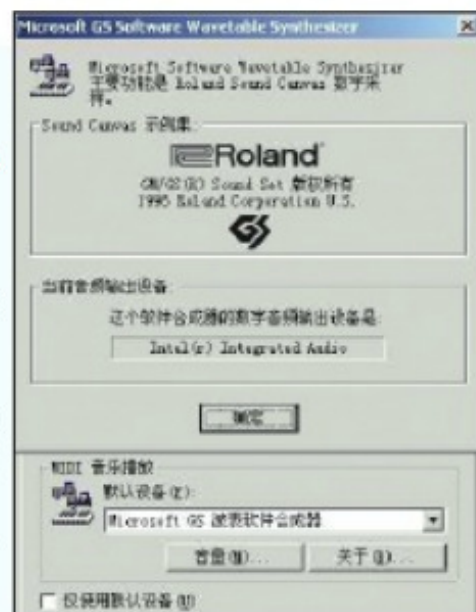 Microsoft GS Software Wavetable Synthesizer
Microsoft Software Wavetable Synthesizer
主要功能是 Roland Sound Canvas 数字采
样。
Sound Canvas 示例集:
Roland
GM/GS(R) Sound Set 版权所有
1996 Roland Corporation U.S.
GS
当前音频输出设备:
这个软件合成器的数字音频输出设备是:
Intel(r) Integrated Audio
确定
MIDI 音乐播放
默认设备(F):
Microsoft GS 波表软件合成器
音量(M)... 关于(Q)...
仅使用默认设备(U)